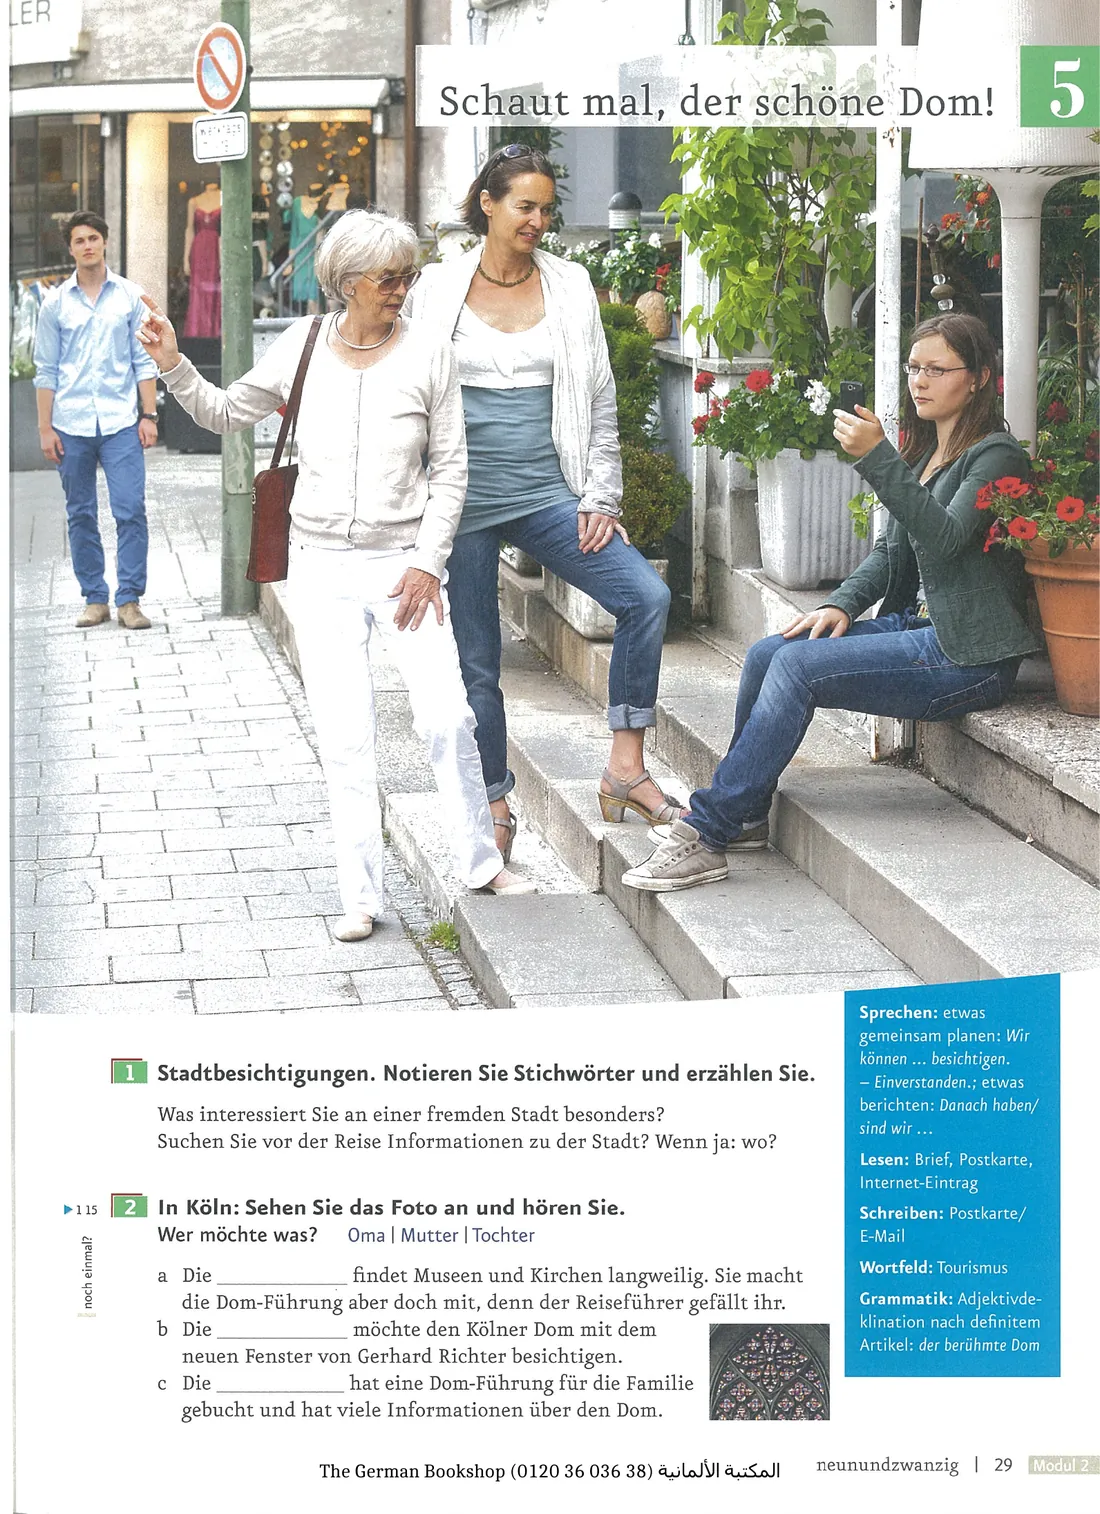 LER
werktags
Schaut mal, der schöne Dom!
5
1 Stadtbesichtigungen. Notieren Sie Stichwörter und erzählen Sie.
Was interessiert Sie an einer fremden Stadt besonders?
Suchen Sie vor der Reise Informationen zu der Stadt? Wenn ja: wo?
▶ 1 15
2 In Köln: Sehen Sie das Foto an und hören Sie.
noch einmal?
Wer möchte was? Oma | Mutter | Tochter
a Die ____________ findet Museen und Kirchen langweilig. Sie macht
die Dom-Führung aber doch mit, denn der Reiseführer gefällt ihr.
b Die ____________ möchte den Kölner Dom mit dem
neuen Fenster von Gerhard Richter besichtigen.
c Die ____________ hat eine Dom-Führung für die Familie
gebucht und hat viele Informationen über den Dom.
Sprechen: etwas
gemeinsam planen: Wir
können ... besichtigen.
– Einverstanden.; etwas
berichten: Danach haben/
sind wir ...
Lesen: Brief, Postkarte,
Internet-Eintrag
Schreiben: Postkarte/
E-Mail
Wortfeld: Tourismus
Grammatik: Adjektivde-
klination nach definitem
Artikel: der berühmte Dom
The German Bookshop (0120 36 036 38) المكتبة الألمانية
neunundzwanzig | 29 Modul 2